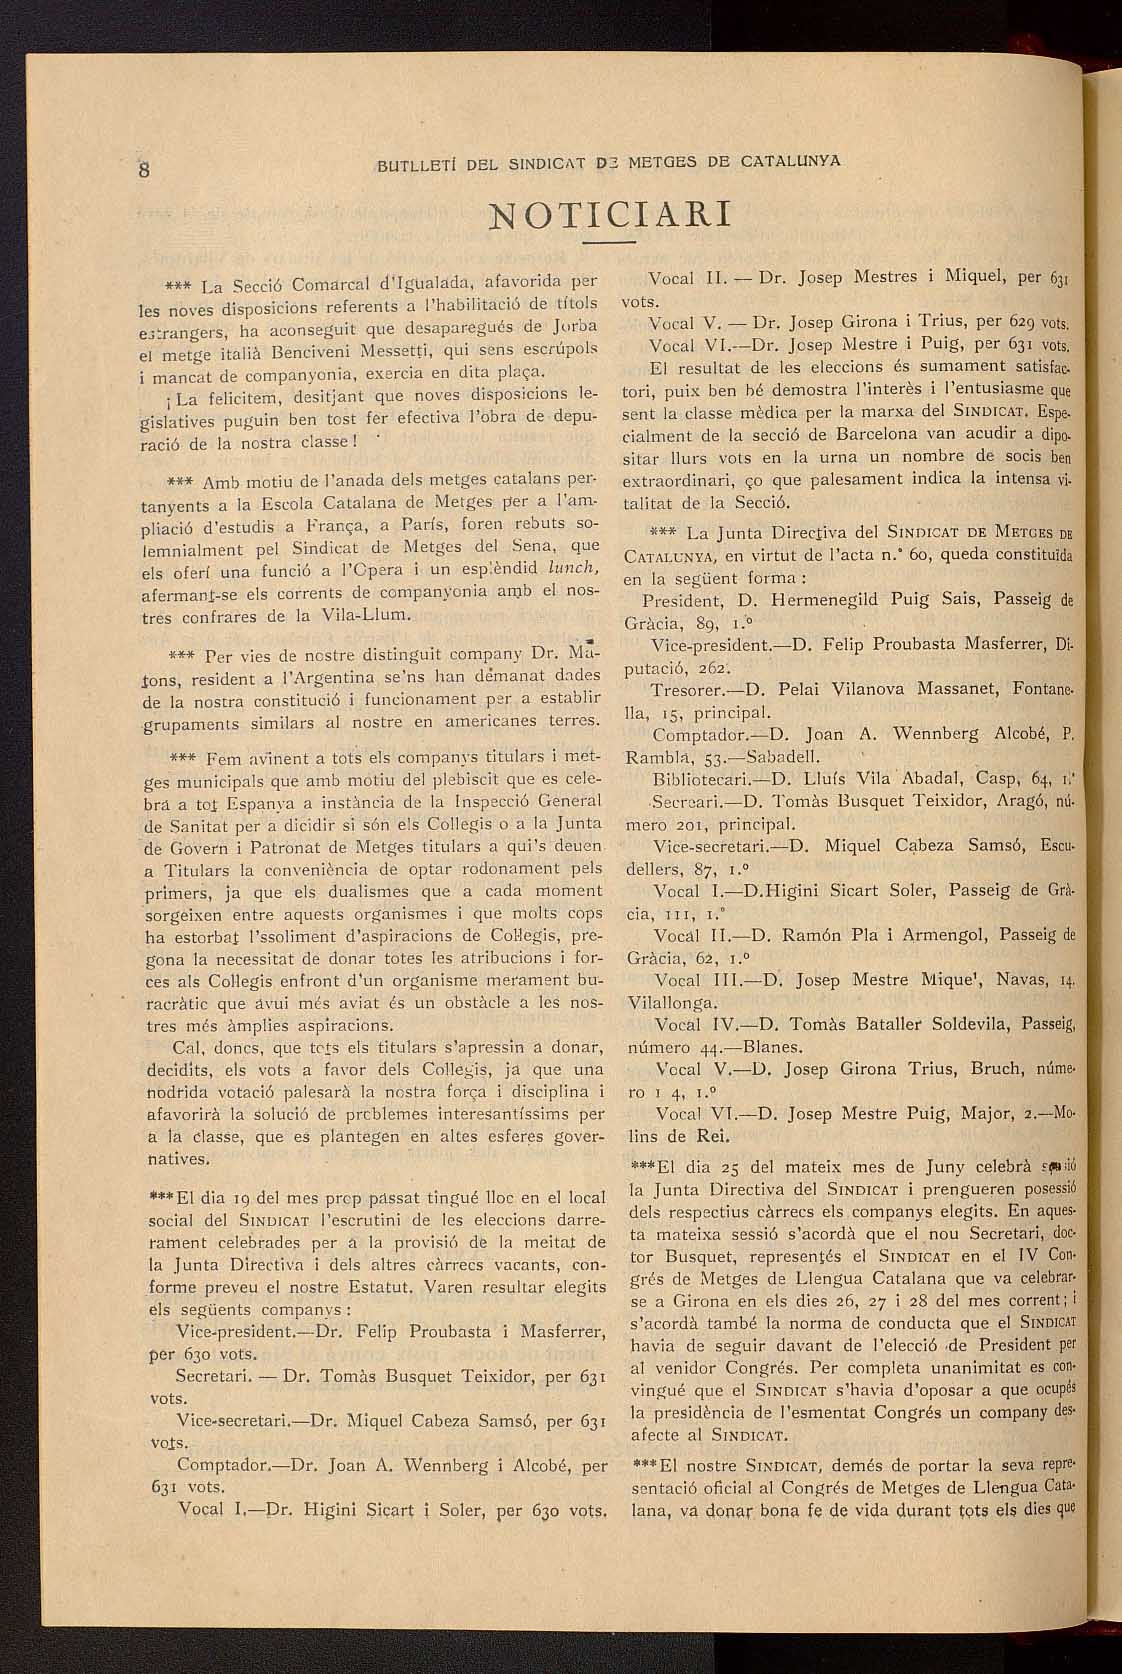 8
BUTLLETÍ DEL SINDICAT DE METGES DE CATALUNYA
NOTICIARI
*** La Secció Comarcal d'Igualada, afavorida per
les noves disposicions referents a l'habilitació de títols
estrangers, ha aconseguit que desaparegués de Jorba
el metge italià Benciveni Messetti, qui sens escrúpols
i mancat de companyonia, exercia en dita plaça.
¡La felicitem, desitjant que noves disposicions le-
gislatives puguin ben tost fer efectiva l'obra de depu-
ració de la nostra classe!
*** Amb motiu de l'anada dels metges catalans per-
tanyents a la Escola Catalana de Metges per a l'am-
pliació d'estudis a França, a París, foren rebuts so-
lemnialment pel Sindicat de Metges del Sena, que
els oferí una funció a l'Opera i un esplèndid lunch,
afermant-se els corrents de companyonia amb el nos-
tres confrares de la Vila-Llum.
*** Per vies de nostre distinguit company Dr. Ma-
tons, resident a l'Argentina se'ns han demanat dades
de la nostra constitució i funcionament per a establir
grupaments similars al nostre en americanes terres.
*** Fem avinent a tots els companys titulars i met-
ges municipals que amb motiu del plebiscit que es cele-
bra a tot Espanya a instància de la Inspecció General
de Sanitat per a dicidir si són els Collegis o a la Junta
de Govern i Patronat de Metges titulars a qui's deuen
a Titulars la conveniència de optar rodonament pels
primers, ja que els dualismes que a cada moment
sorgeixen entre aquests organismes i que molts cops
ha estorbat l'ssoliment d'aspiracions de Collegis, pre-
gona la necessitat de donar totes les atribucions i for-
ces als Collegis enfront d'un organisme merament bu-
racràtic que avui més aviat és un obstàcle a les nos-
tres més àmplies aspiracions.
Cal, doncs, que tots els titulars s'apressin a donar,
decidits, els vots a favor dels Collegis, ja que una
nodrida votació palesarà la nostra força i disciplina i
afavorirà la solució de problemes interesantíssims per
a la classe, que es plantegen en altes esferes gover-
natives.
***El dia 19 del mes prop passat tingué lloc en el local
social del SINDICAT l'escrutini de les eleccions darre-
rament celebrades per a la provisió de la meitat de
la Junta Directiva i dels altres càrrecs vacants, con-
forme preveu el nostre Estatut. Varen resultar elegits
els següents companys:
Vice-president.—Dr. Felip Proubasta i Masferrer,
per 630 vots.
Secretari. — Dr. Tomàs Busquet Teixidor, per 631
vots.
Vice-secretari.—Dr. Miquel Cabeza Samsó, per 631
vots.
Comptador.—Dr. Joan A. Wennberg i Alcobé, per
631 vots.
Vocal I.—Dr. Higini Sicart i Soler, per 630 vots.
Vocal II. — Dr. Josep Mestres i Miquel, per 631
vots.
Vocal V. — Dr. Josep Girona i Trius, per 629 vots.
Vocal VI.—Dr. Josep Mestre i Puig, per 631 vots.
El resultat de les eleccions és sumament satisfac-
tori, puix ben bé demostra l'interès i l'entusiasme que
sent la classe mèdica per la marxa del SINDICAT. Espe-
cialment de la secció de Barcelona van acudir a dipo-
sitar llurs vots en la urna un nombre de socis ben
extraordinari, ço que palesament indica la intensa vi-
talitat de la Secció.
*** La Junta Directiva del SINDICAT DE METGES DE
CATALUNYA, en virtut de l'acta n.º 60, queda constituïda
en la següent forma:
President, D. Hermenegild Puig Sais, Passeig de
Gràcia, 89, 1.º
Vice-president.—D. Felip Proubasta Masferrer, Di-
putació, 262.
Tresorer.—D. Pelai Vilanova Massanet, Fontane-
lla, 15, principal.
Comptador.—D. Joan A. Wennberg Alcobé, P.
Rambla, 53.—Sabadell.
Bibliotecari.—D. Lluís Vila Abadal, Casp, 64, 1.º
Secreari.—D. Tomàs Busquet Teixidor, Aragó, nú-
mero 201, principal.
Vice-secretari.—D. Miquel Cabeza Samsó, Escu-
dellers, 87, 1.º
Vocal I.—D.Higini Sicart Soler, Passeig de Grà-
cia, 111, 1.º
Vocal II.—D. Ramón Pla i Armengol, Passeig de
Gràcia, 62, 1.º
Vocal III.—D. Josep Mestre Miquel, Navas, 14.
Vilallonga.
Vocal IV.—D. Tomàs Bataller Soldevila, Passeig,
número 44.—Blanes.
Vocal V.—D. Josep Girona Trius, Bruch, núme-
ro 1 4, 1.º
Vocal VI.—D. Josep Mestre Puig, Major, 2.—Mo-
lins de Rei.
***El dia 25 del mateix mes de Juny celebrà sessió
la Junta Directiva del SINDICAT i prengueren posessió
dels respectius càrrecs els companys elegits. En aques-
ta mateixa sessió s'acordà que el nou Secretari, doc-
tor Busquet, representés el SINDICAT en el IV Con-
grés de Metges de Llengua Catalana que va celebrar-
se a Girona en els dies 26, 27 i 28 del mes corrent; i
s'acordà també la norma de conducta que el SINDICAT
havia de seguir davant de l'elecció de President per
al venidor Congrés. Per completa unanimitat es con-
vingué que el SINDICAT s'havia d'oposar a que ocupés
la presidència de l'esmentat Congrés un company des-
afecte al SINDICAT.
***El nostre SINDICAT, demés de portar la seva repre-
sentació oficial al Congrés de Metges de Llengua Cata-
lana, va donar bona fe de vida durant tots els dies que